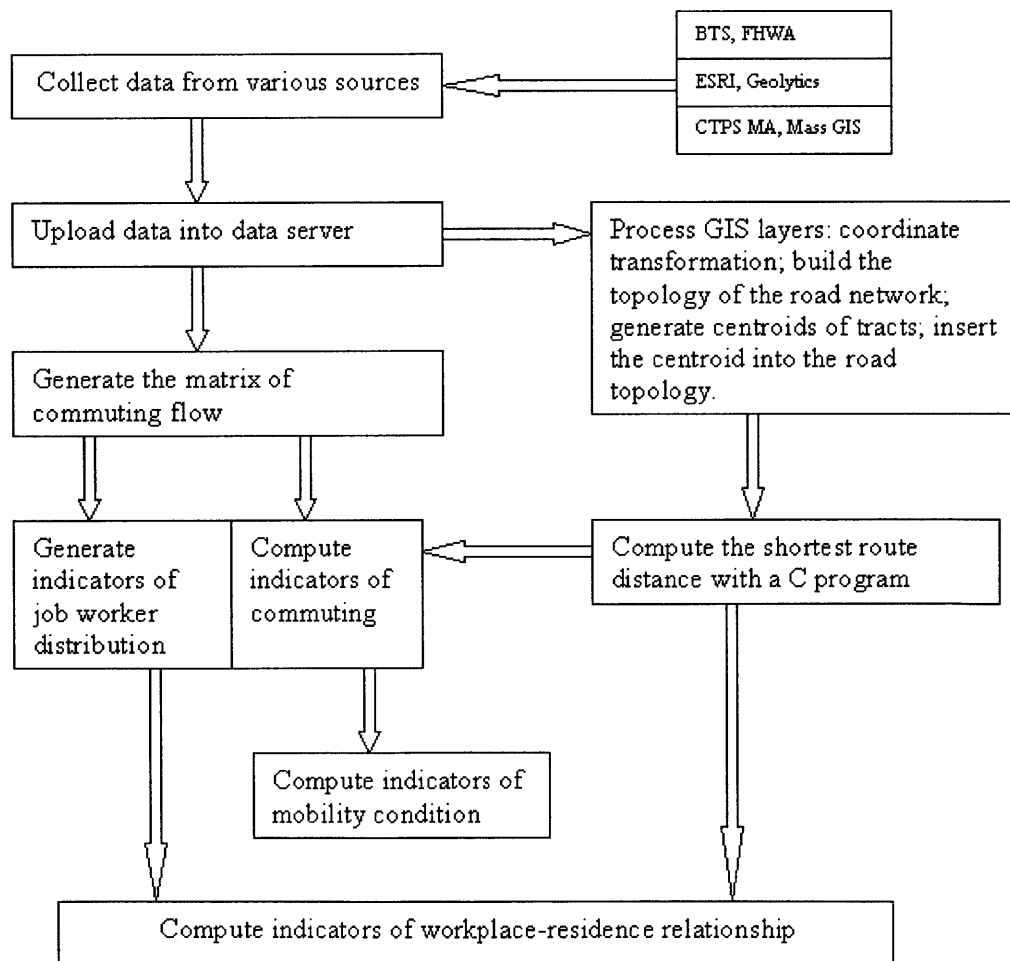 BTS, FHWA
Collect data from various sources
ESRI, Geolytics
CTPS MA, Mass GIS
Upload data into data server
Process GIS layers: coordinate
transformation; build the
topology of the road network;
generate centroids of tracts; insert
the centroid into the road
topology.
Generate the matrix of
commuting flow
Generate
indicators of
job worker
distribution
Compute
indicators of
commuting
Compute the shortest route
distance with a C program
Compute indicators of
mobility condition
Compute indicators of workplace-residence relationship